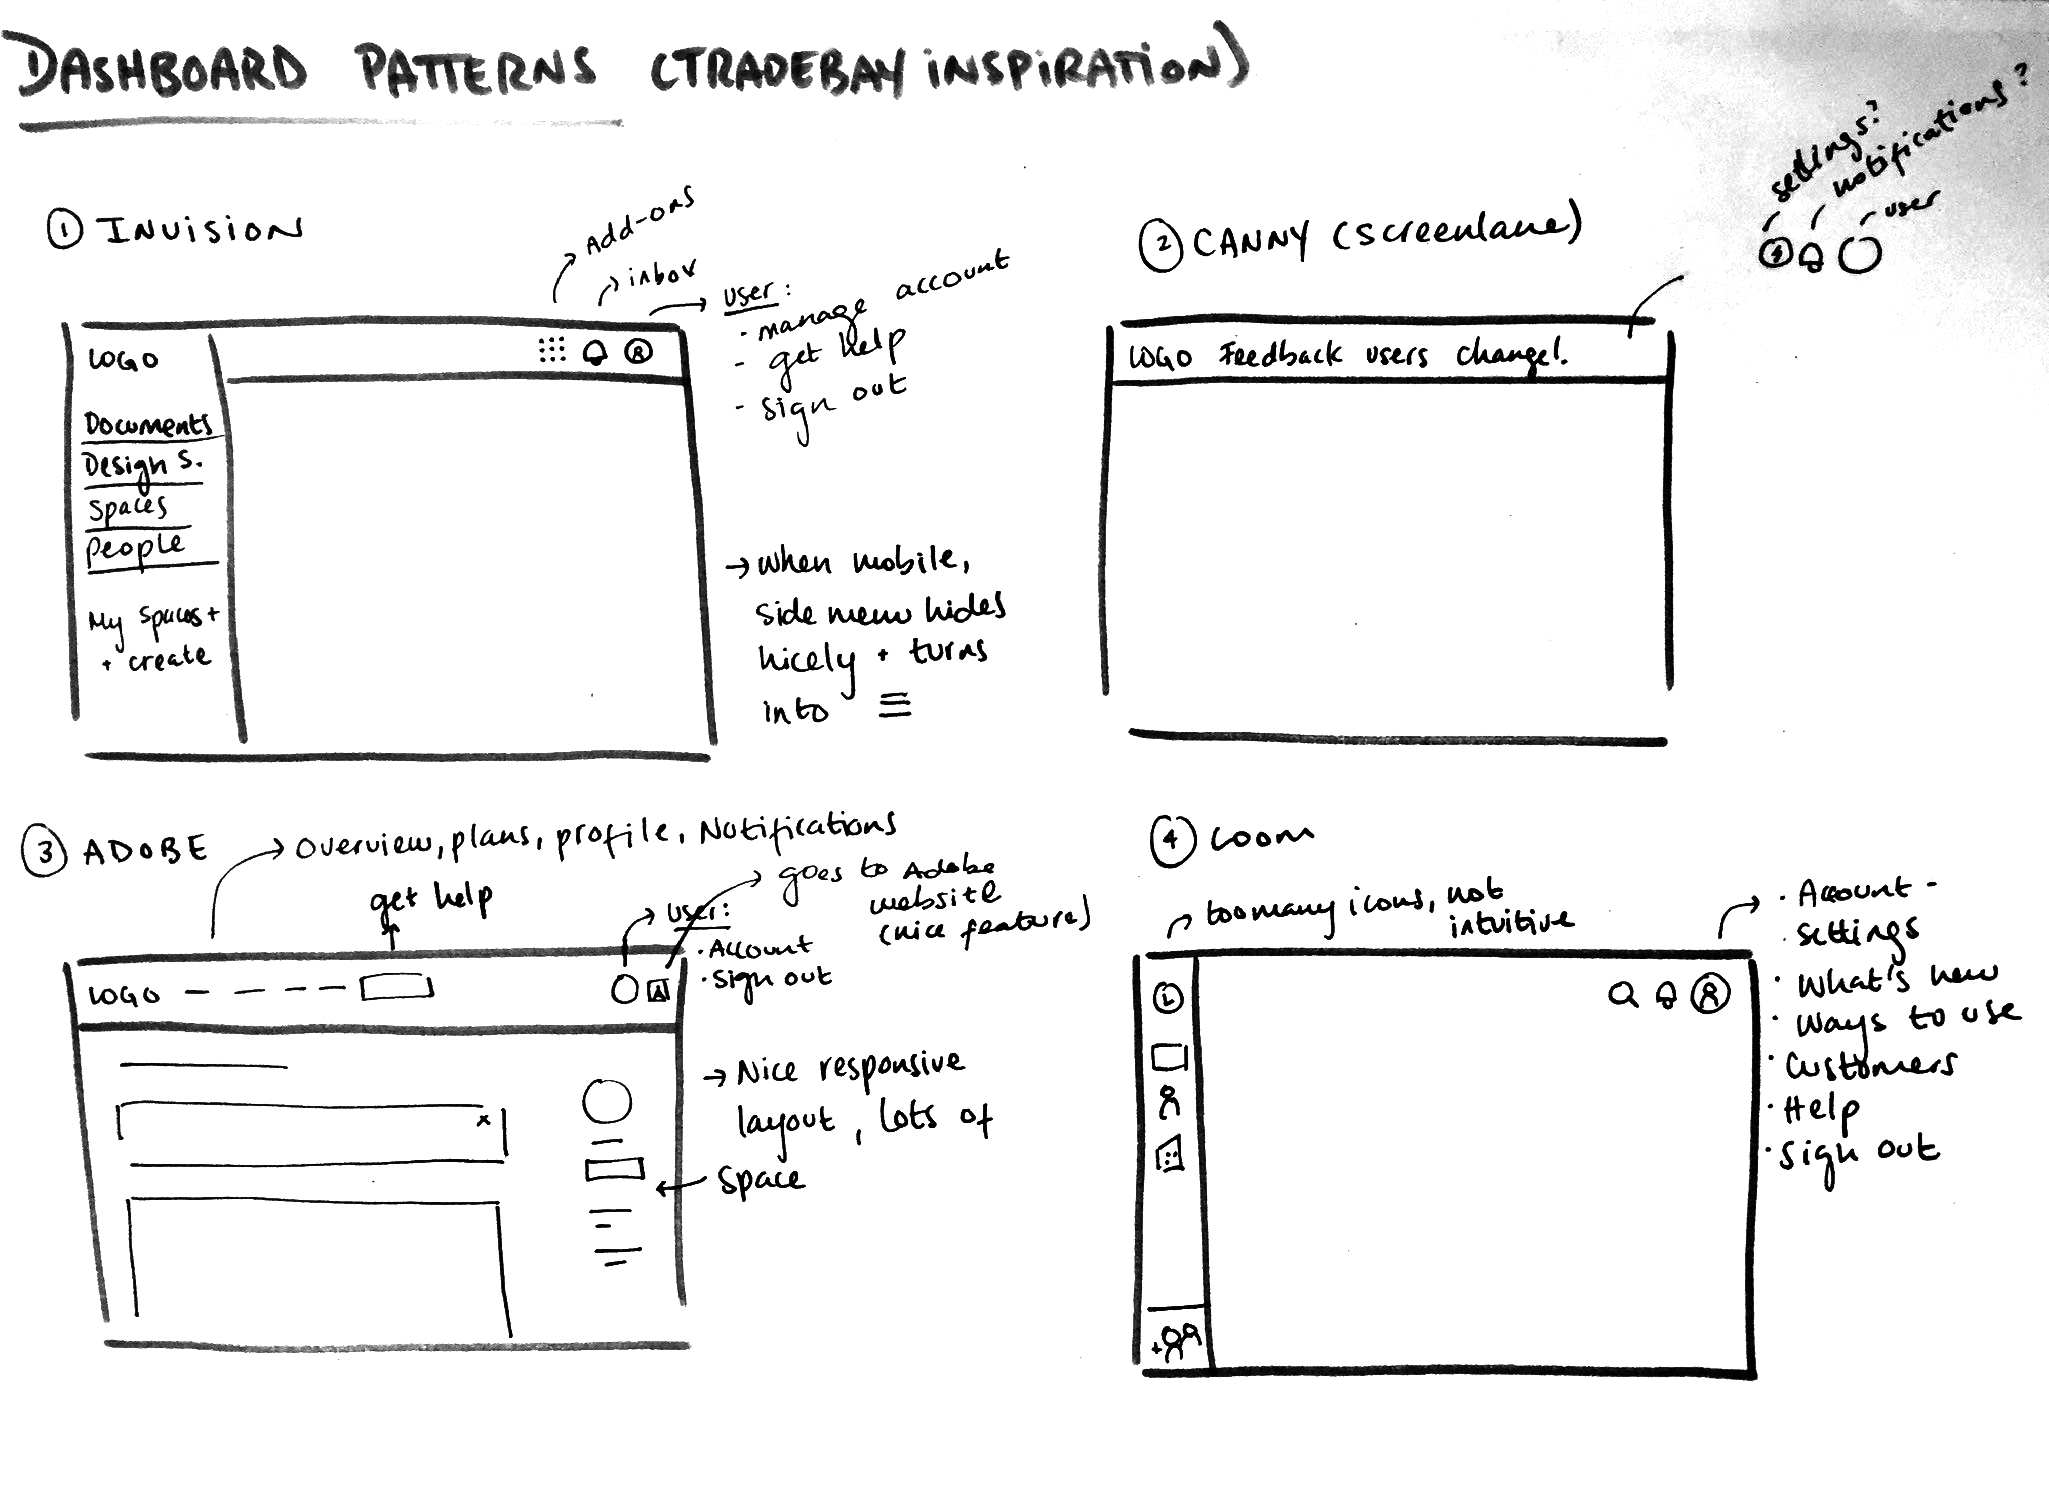 DASHBOARD PATTERNS (TRADEBAY INSPIRATION)
① INVISION
Add-ons
inbox
user:
· manage account
- get help
- sign out
LOGO
Documents
Design S.
Spaces
People
My spaces +
+ create
→ when mobile,
side menu hides
nicely + turns
into ☰
② CANNY (screenlane)
settings?
notifications?
user
LOGO Feedback users changel.
③ ADOBE
overview, plans, profile, Notifications
get help
user:
· Account
· sign out
goes to Adobe
website
(nice feature)
LOGO
A
x
→ Nice responsive
layout, lots of
space
④ LOOM
too many icons, not
intuitive
L
· Account -
· settings
· What's new
· ways to use
· Customers
· Help
· sign out